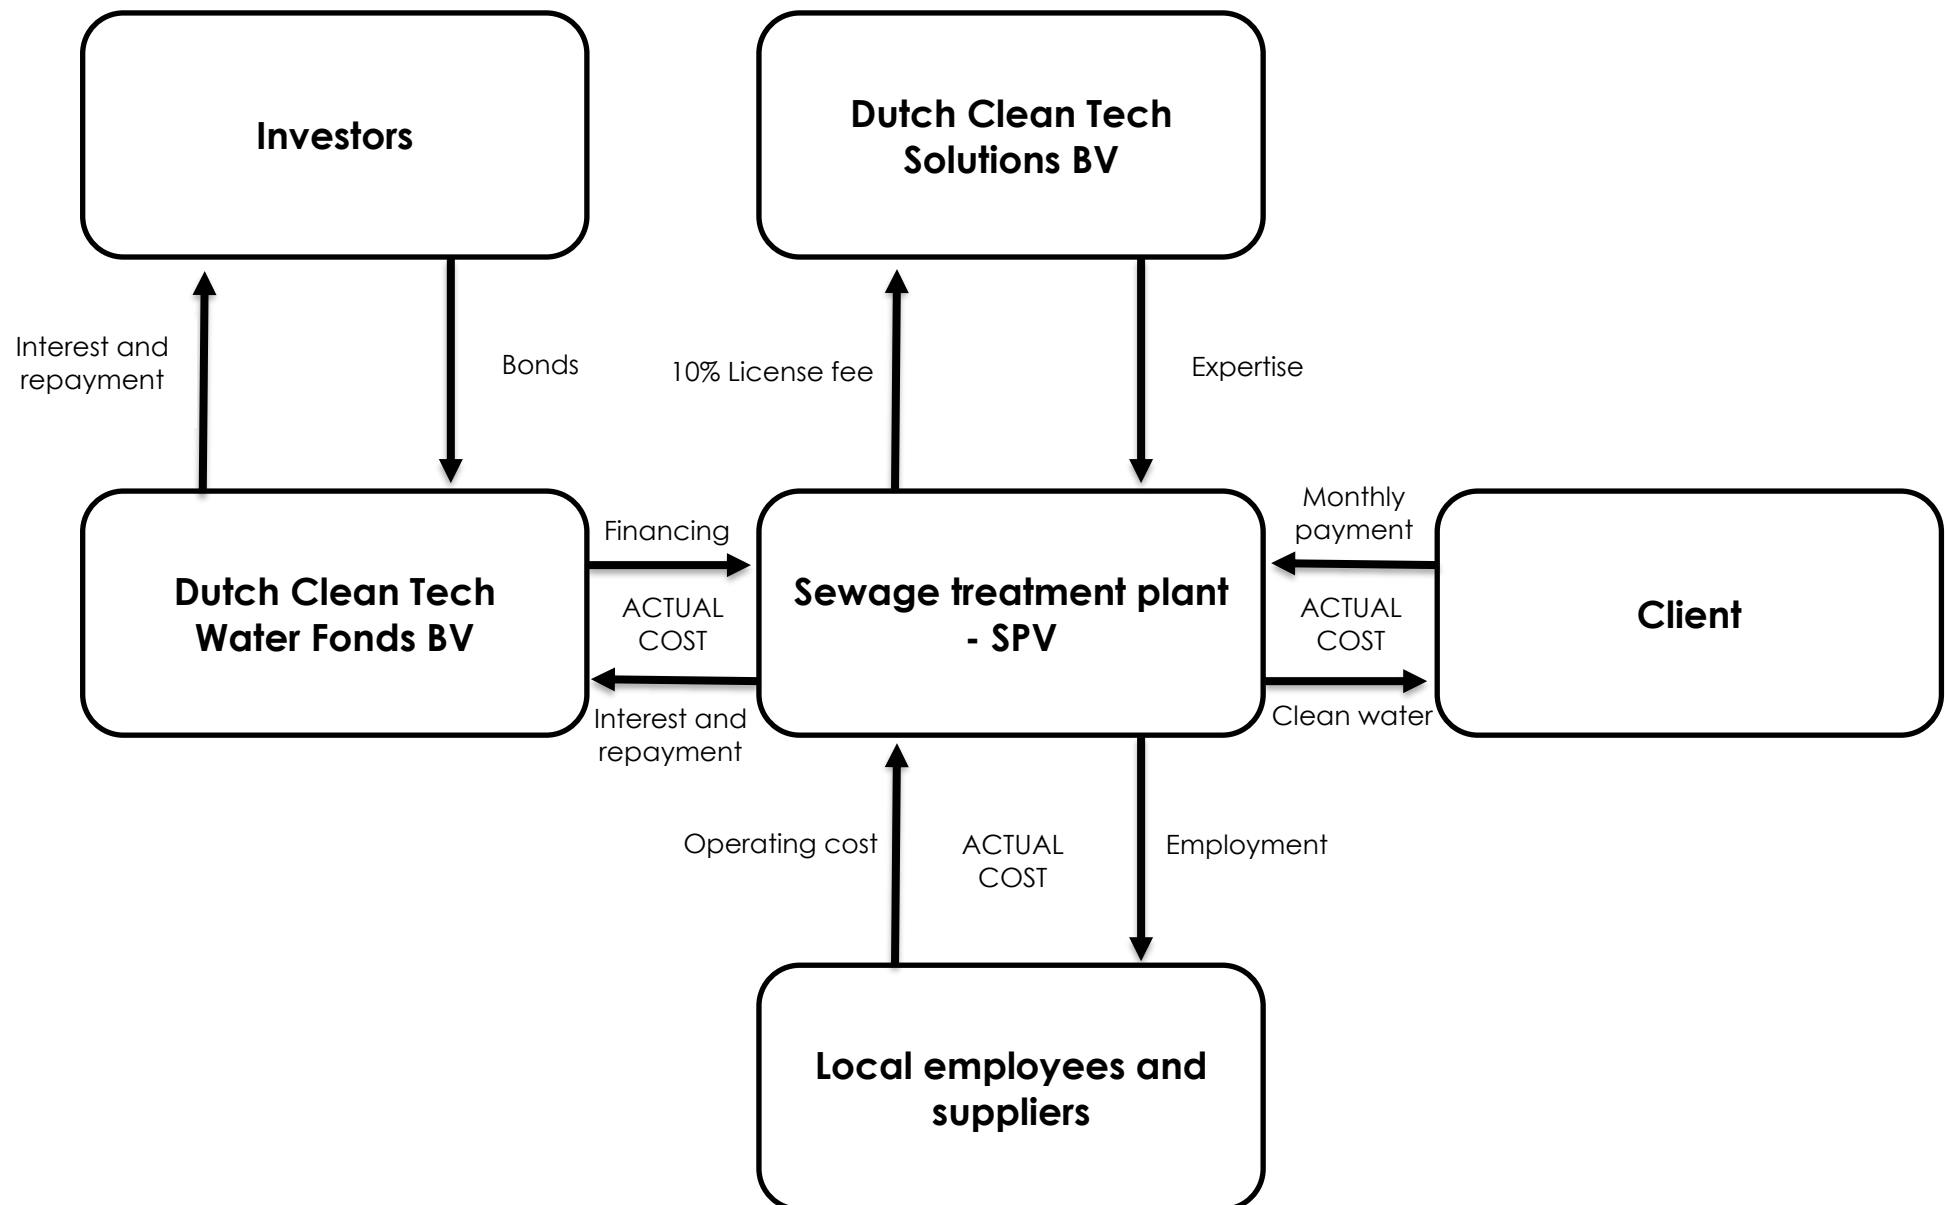 Investors
Dutch Clean Tech
Solutions BV
Interest and
repayment
Bonds
10% License fee
Expertise
Dutch Clean Tech
Water Fonds BV
Financing
ACTUAL
COST
Interest and
repayment
Sewage treatment plant
- SPV
Monthly
payment
ACTUAL
COST
Clean water
Client
Operating cost
ACTUAL
COST
Employment
Local employees and
suppliers